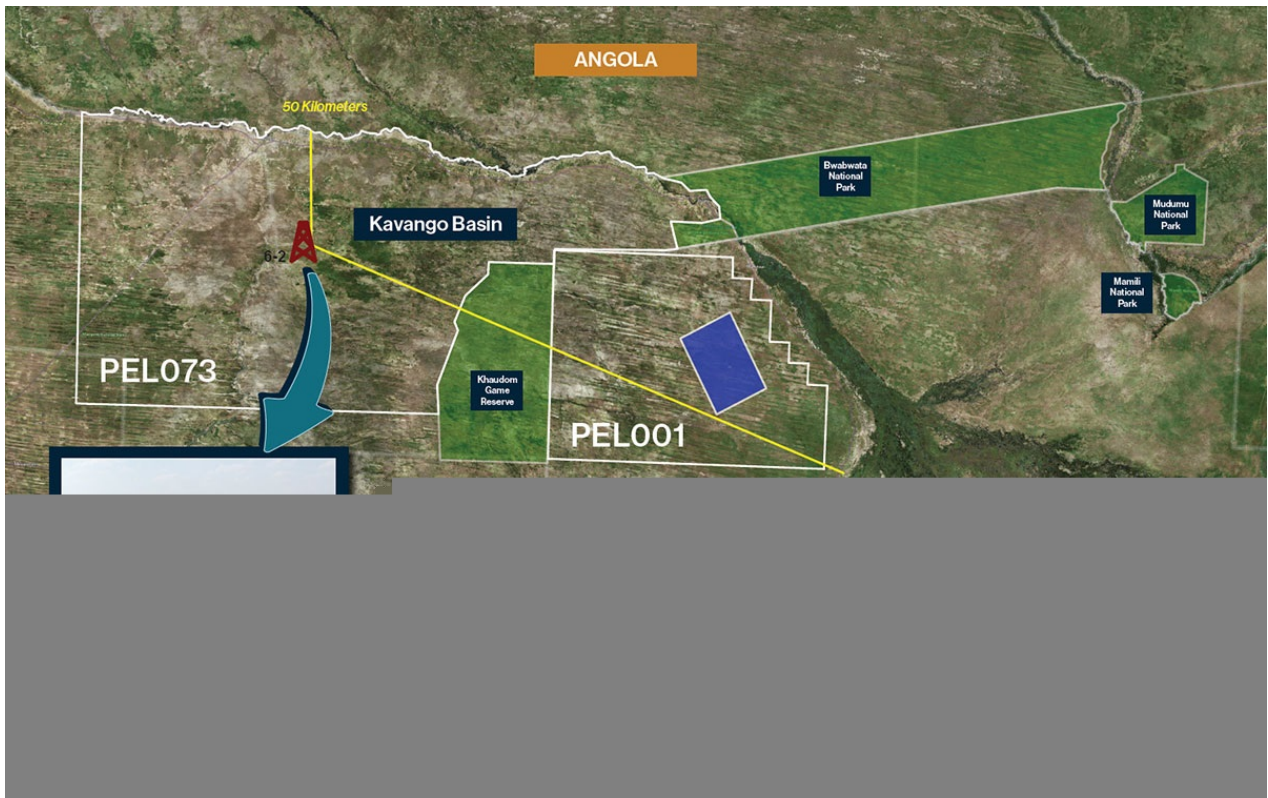 ANGOLA
50 Kilometers
Bwabwata
National
Park
Mudumu
National
Park
Kavango Basin
6-2
Mamili
National
Park
PEL073
Khaudom
Game
Reserve
PEL001